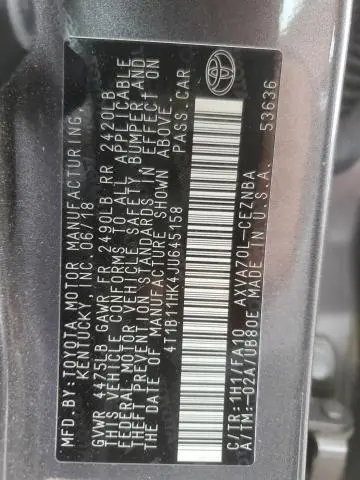 MFD.BY:TOYOTA MOTOR MANUFACTURING,
KENTUCKY, INC. 06/18
GVWR 4475LB GAWR FR 2490LB RR 2420LB
THIS VEHICLE CONFORMS TO ALL APPLICABLE
FEDERAL MOTOR VEHICLE SAFETY, BUMPER AND
THEFT PREVENTION STANDARDS IN EFFECT ON
THE DATE OF MANUFACTURE SHOWN ABOVE.
4T1B11HK4JU645158 PASS.CAR
C/TR:1H1/FA10 AXVA70L-CEZNBA
A/TM:-02A/UB80E MADE IN U.S.A.
53636